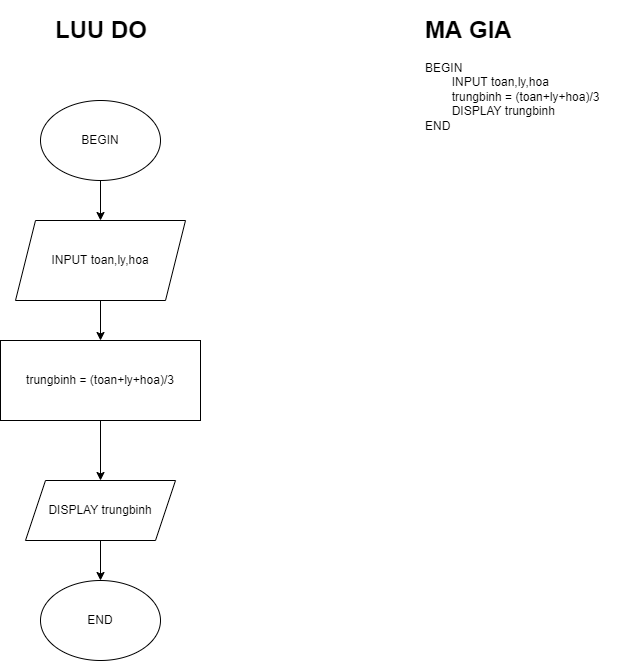 LUU DO
BEGIN
INPUT toan,ly,hoa
trungbinh = (toan+ly+hoa)/3
DISPLAY trungbinh
END
MA GIA
BEGIN
INPUT toan,ly,hoa
trungbinh = (toan+ly+hoa)/3
DISPLAY trungbinh
END